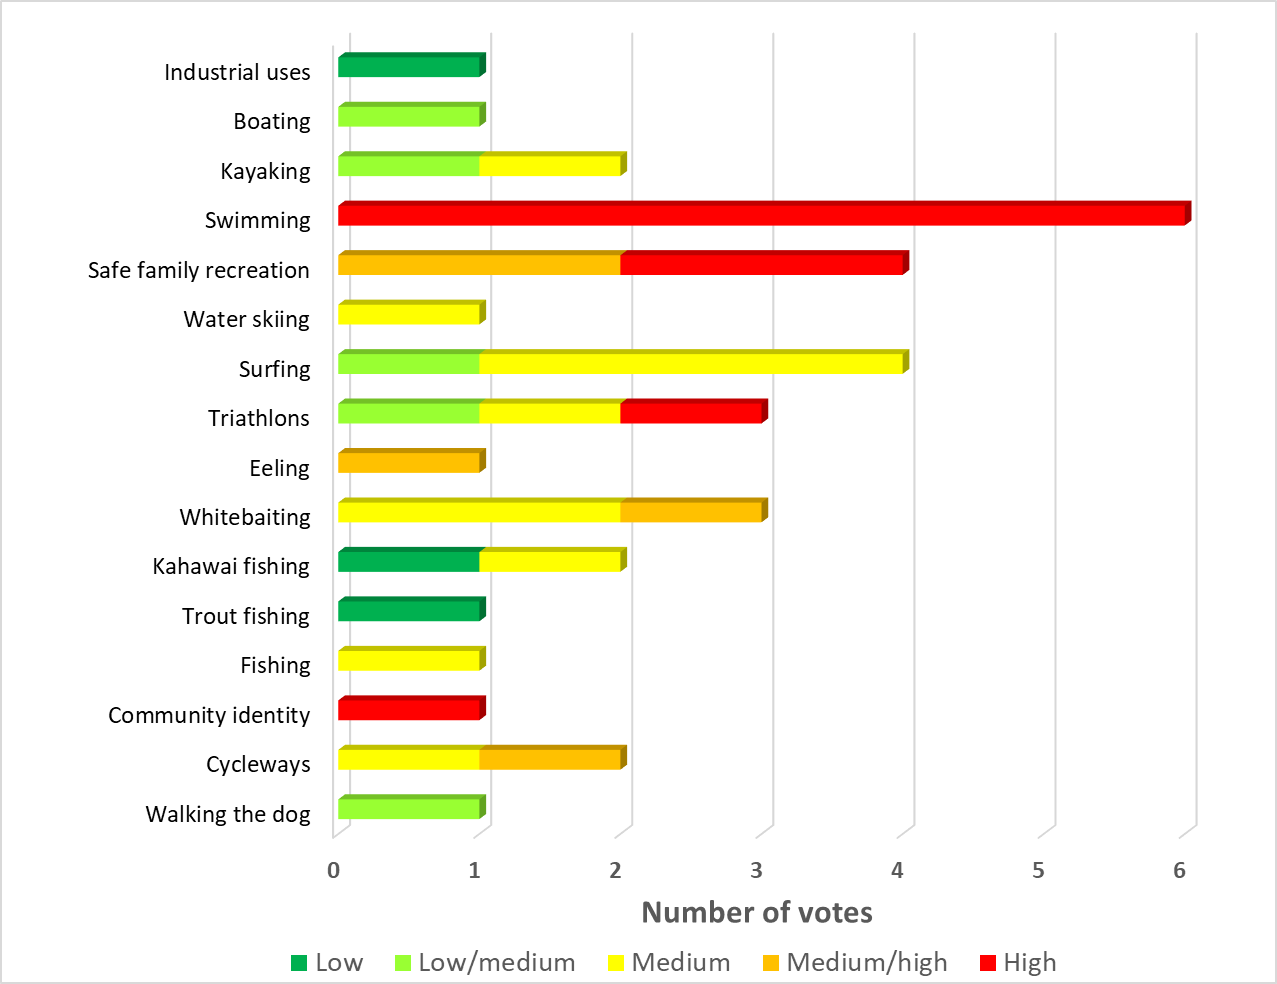 Industrial uses
Boating
Kayaking
Swimming
Safe family recreation
Water skiing
Surfing
Triathlons
Eeling
Whitebaiting
Kahawai fishing
Trout fishing
Fishing
Community identity
Cycleways
Walking the dog
0 1 2 3 4 5 6
Number of votes
Low Low/medium Medium Medium/high High